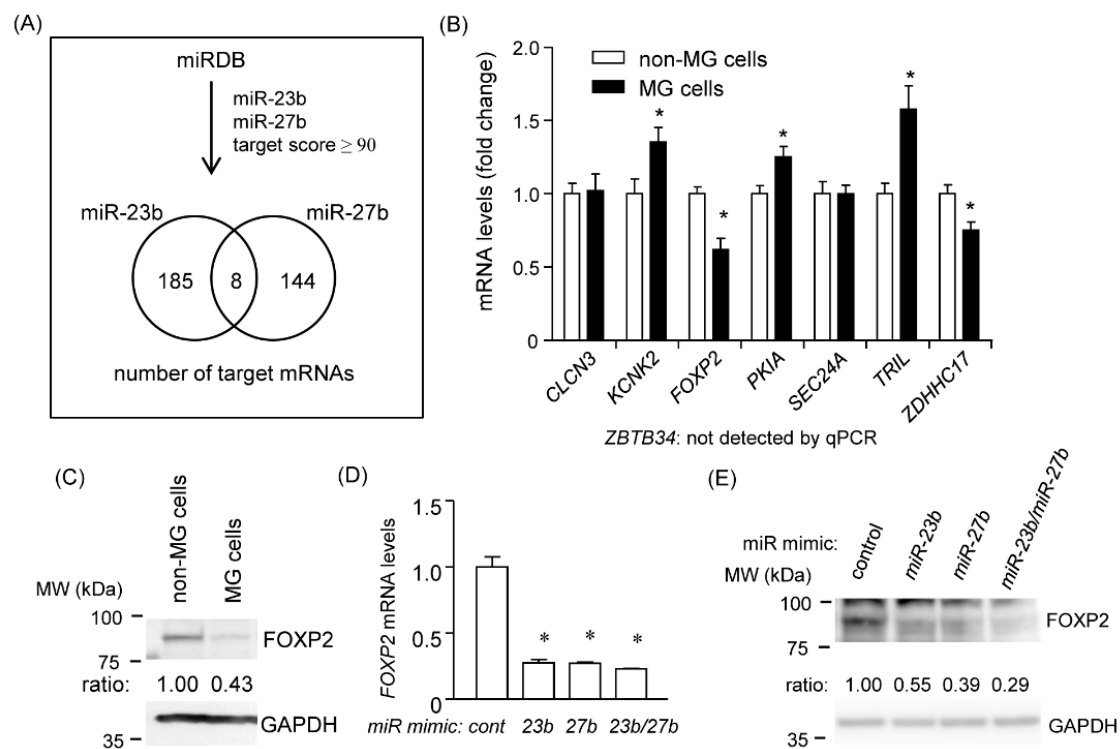 (A)
miRDB
miR-23b
miR-27b
target score ≥ 90
miR-23b
miR-27b
185
8
144
number of target mRNAs
(B)
mRNA levels (fold change)
2.0
1.5
1.0
0.5
0
non-MG cells
MG cells
*
*
*
*
*
CLCN3
KCNK2
FOXP2
PKIA
SEC24A
TRIL
ZDHHC17
ZBTB34: not detected by qPCR
(C)
non-MG cells
MG cells
MW (kDa)
100
75
FOXP2
ratio: 1.00 0.43
35
GAPDH
(D)
FOXP2 mRNA levels
1.5
1.0
0.5
0
* * *
miR mimic: cont 23b 27b 23b/27b
(E)
miR mimic:
control
miR-23b
miR-27b
miR-23b/miR-27b
MW (kDa)
100
75
FOXP2
ratio: 1.00 0.55 0.39 0.29
35
GAPDH